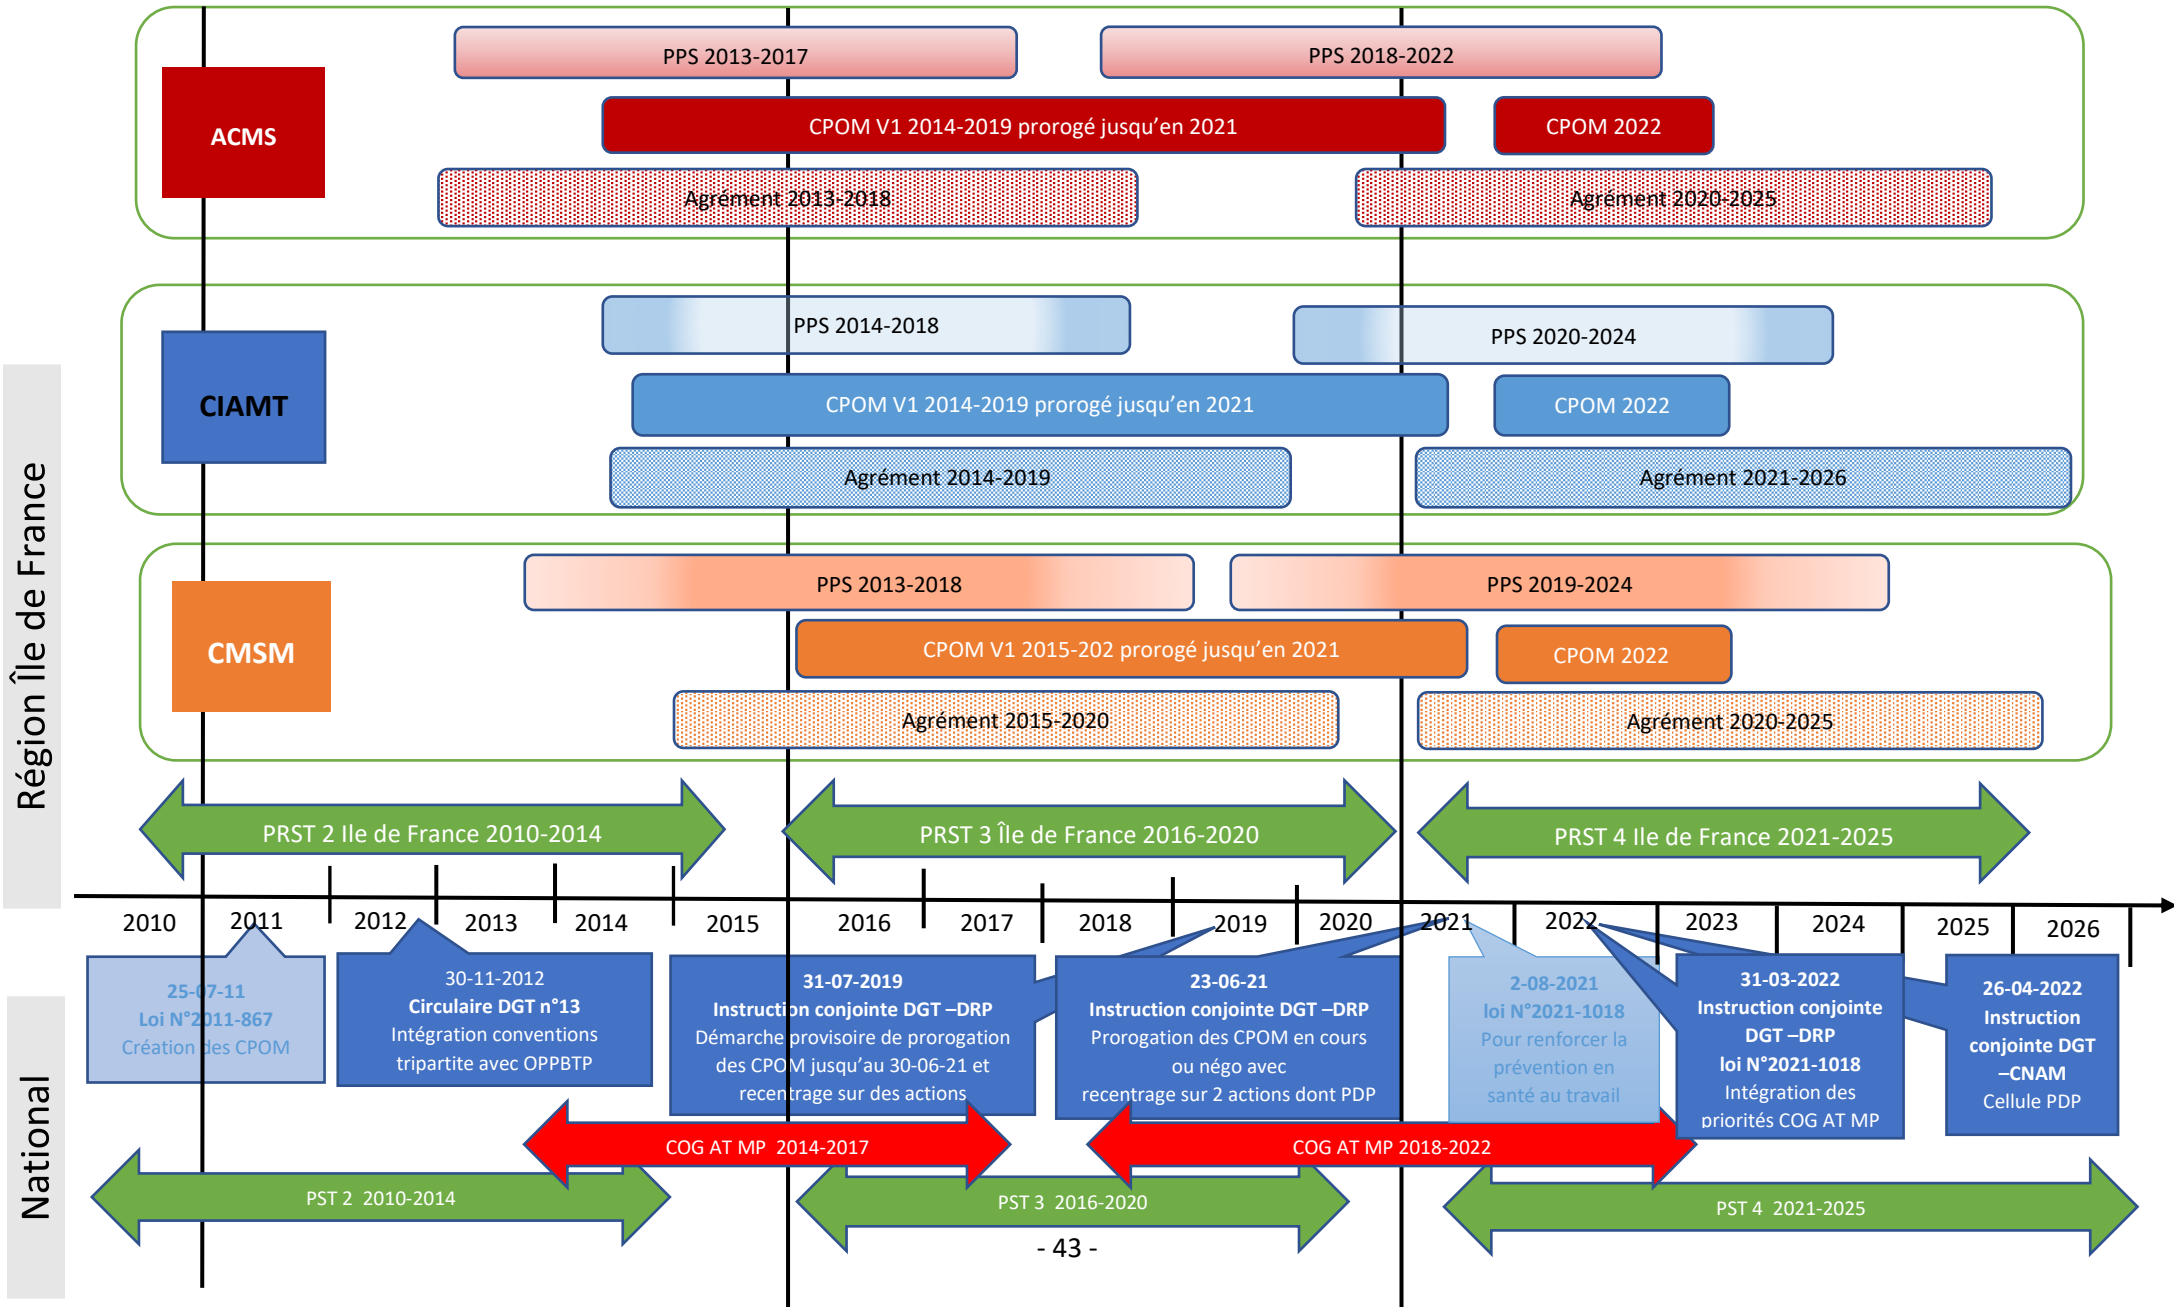 PPS 2013-2017
PPS 2018-2022
ACMS
CPOM V1 2014-2019 prorogé jusqu’en 2021
CPOM 2022
Agrément 2013-2018
Agrément 2020-2025
PPS 2014-2018
PPS 2020-2024
CIAMT
CPOM V1 2014-2019 prorogé jusqu’en 2021
CPOM 2022
Agrément 2014-2019
Agrément 2021-2026
Région Île de France
PPS 2013-2018
PPS 2019-2024
CMSM
CPOM V1 2015-202 prorogé jusqu’en 2021
CPOM 2022
Agrément 2015-2020
Agrément 2020-2025
PRST 2 Ile de France 2010-2014
PRST 3 Île de France 2016-2020
PRST 4 Ile de France 2021-2025
2010
2011
2012
2013
2014
2015
2016
2017
2018
2019
2020
2021
2022
2023
2024
2025
2026
National
25-07-11
Loi N°2011-867
Création des CPOM
30-11-2012
Circulaire DGT n°13
Intégration conventions
tripartite avec OPPBTP
31-07-2019
Instruction conjointe DGT –DRP
Démarche provisoire de prorogation
des CPOM jusqu’au 30-06-21 et
recentrage sur des actions
23-06-21
Instruction conjointe DGT –DRP
Prorogation des CPOM en cours
ou négo avec
recentrage sur 2 actions dont PDP
2-08-2021
loi N°2021-1018
Pour renforcer la
prévention en
santé au travail
31-03-2022
Instruction conjointe
DGT –DRP
loi N°2021-1018
Intégration des
priorités COG AT MP
26-04-2022
Instruction
conjointe DGT
–CNAM
Cellule PDP
COG AT MP 2014-2017
COG AT MP 2018-2022
PST 2 2010-2014
PST 3 2016-2020
PST 4 2021-2025
- 43 -